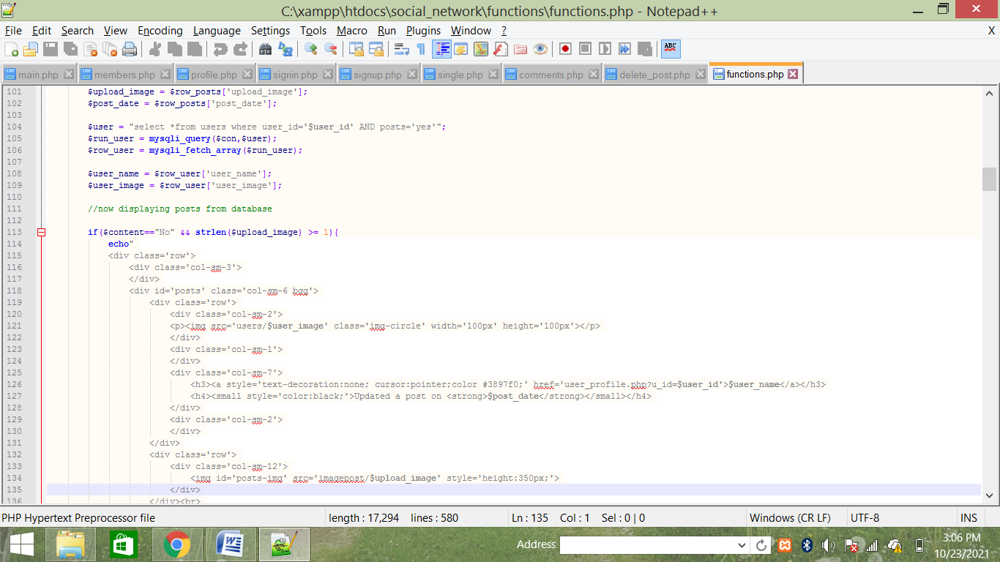 C:\xampp\htdocs\social_network\functions\functions.php - Notepad++
File Edit Search View Encoding Language Settings Tools Macro Run Plugins Window ? X
ABC
main.php members.php profile.php signin.php signup.php single.php comments.php delete_post.php functions.php
101 $upload_image = $row_posts['upload_image'];
102 $post_date = $row_posts['post_date'];
103
104 $user = "select *from users where user_id='$user_id' AND posts='yes'";
105 $run_user = mysqli_query($con,$user);
106 $row_user = mysqli_fetch_array($run_user);
107
108 $user_name = $row_user['user_name'];
109 $user_image = $row_user['user_image'];
110
111 //now displaying posts from database
112
113 if($content=="No" && strlen($upload_image) >= 1){
114 echo"
115 <div class='row'>
116 <div class='col-sm-3'>
117 </div>
118 <div id='posts' class='col-sm-6 bgg'>
119 <div class='row'>
120 <div class='col-sm-2'>
121 <p><img src='users/$user_image' class='img-circle' width='100px' height='100px'></p>
122 </div>
123 <div class='col-sm-1'>
124 </div>
125 <div class='col-sm-7'>
126 <h3><a style='text-decoration:none; cursor:pointer;color #3897f0;' href='user_profile.php?u_id=$user_id'>$user_name</a></h3>
127 <h4><small style='color:black;'>Updated a post on <strong>$post_date</strong></small></h4>
128 </div>
129 <div class='col-sm-2'>
130 </div>
131 </div>
132 <div class='row'>
133 <div class='col-sm-12'>
134 <img id='posts-img' src='imagepost/$upload_image' style='height:350px;'>
135 </div>
136 </div><br>
PHP Hypertext Preprocessor file length : 17,294 lines : 580 Ln : 135 Col : 1 Sel : 0 | 0 Windows (CR LF) UTF-8 INS
Address
3:06 PM
10/23/2021